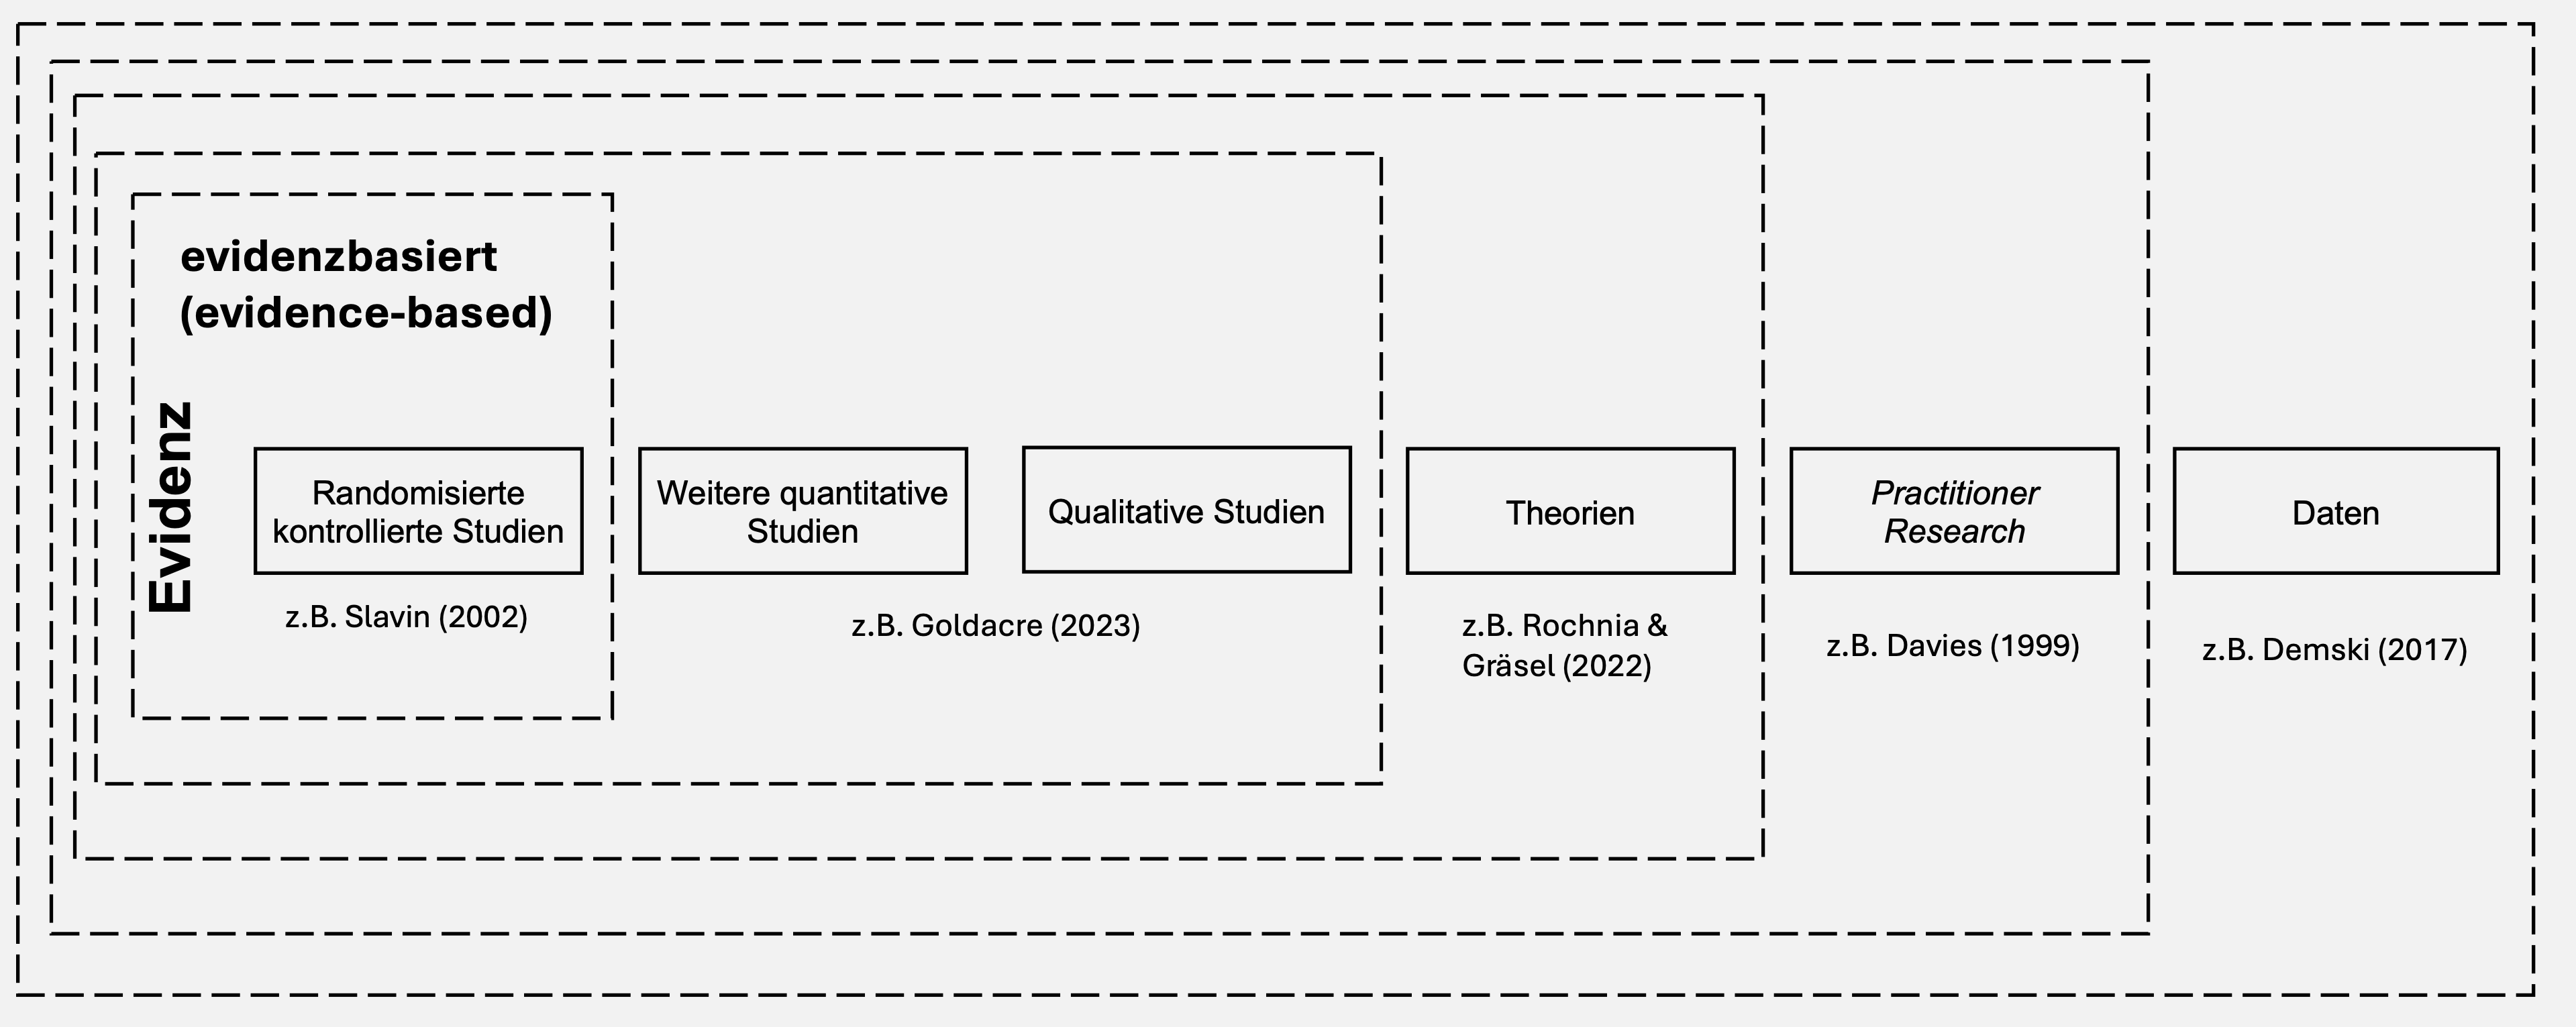 evidenzbasiert
(evidence-based)
Evidenz
Randomisierte
kontrollierte Studien
z.B. Slavin (2002)
Weitere quantitative
Studien
Qualitative Studien
z.B. Goldacre (2023)
Theorien
z.B. Rochnia &
Gräsel (2022)
Practitioner
Research
z.B. Davies (1999)
Daten
z.B. Demski (2017)